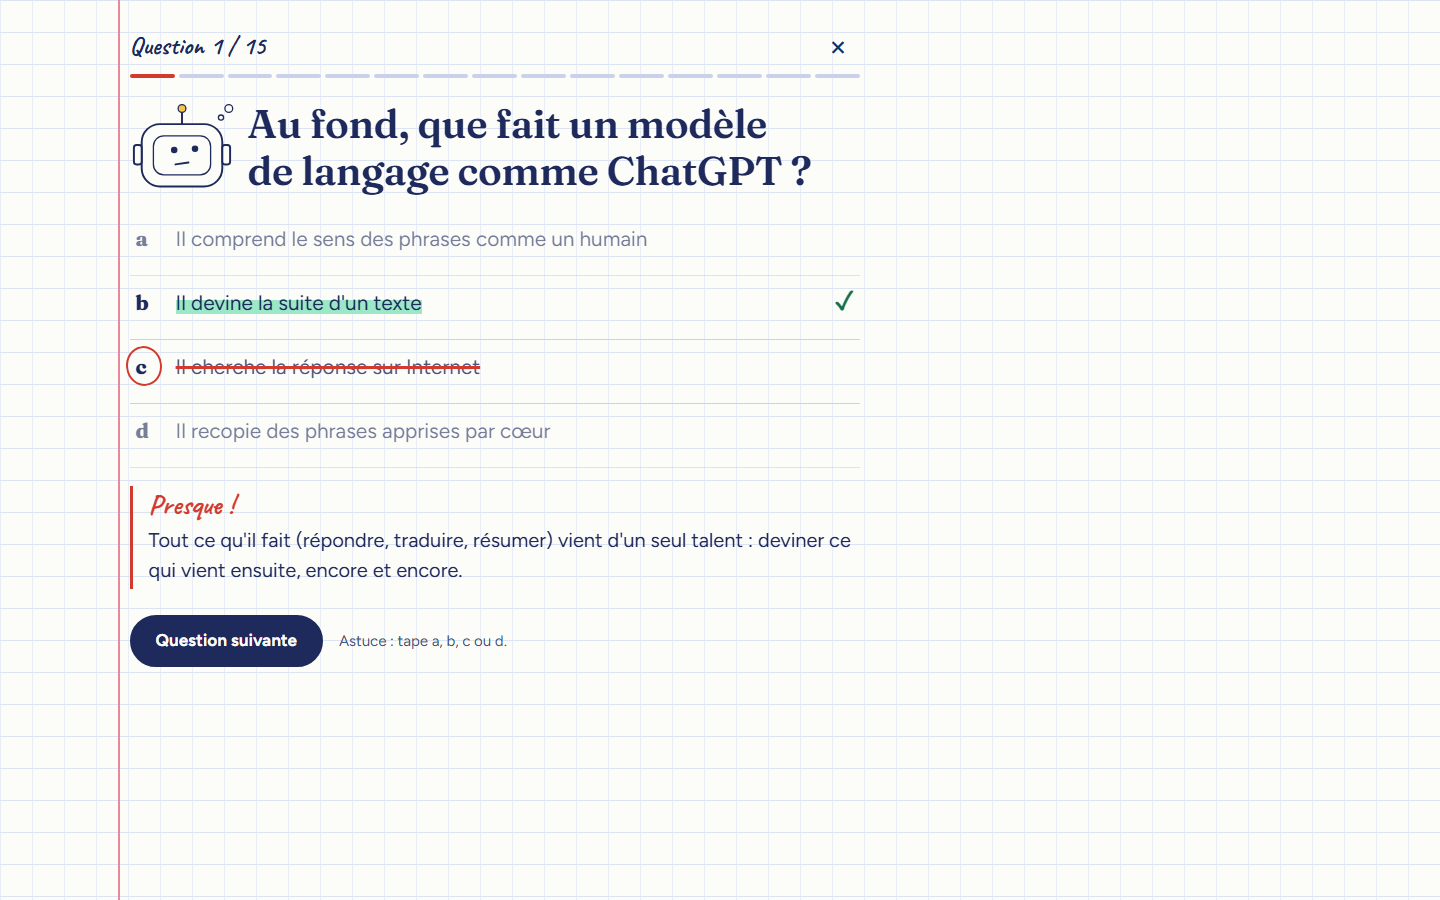 Question 1 / 15
Au fond, que fait un modèle
de langage comme ChatGPT ?
a Il comprend le sens des phrases comme un humain
b Il devine la suite d'un texte
c Il cherche la réponse sur Internet
d Il recopie des phrases apprises par cœur
Presque !
Tout ce qu'il fait (répondre, traduire, résumer) vient d'un seul talent : deviner ce
qui vient ensuite, encore et encore.
Question suivante
Astuce : tape a, b, c ou d.